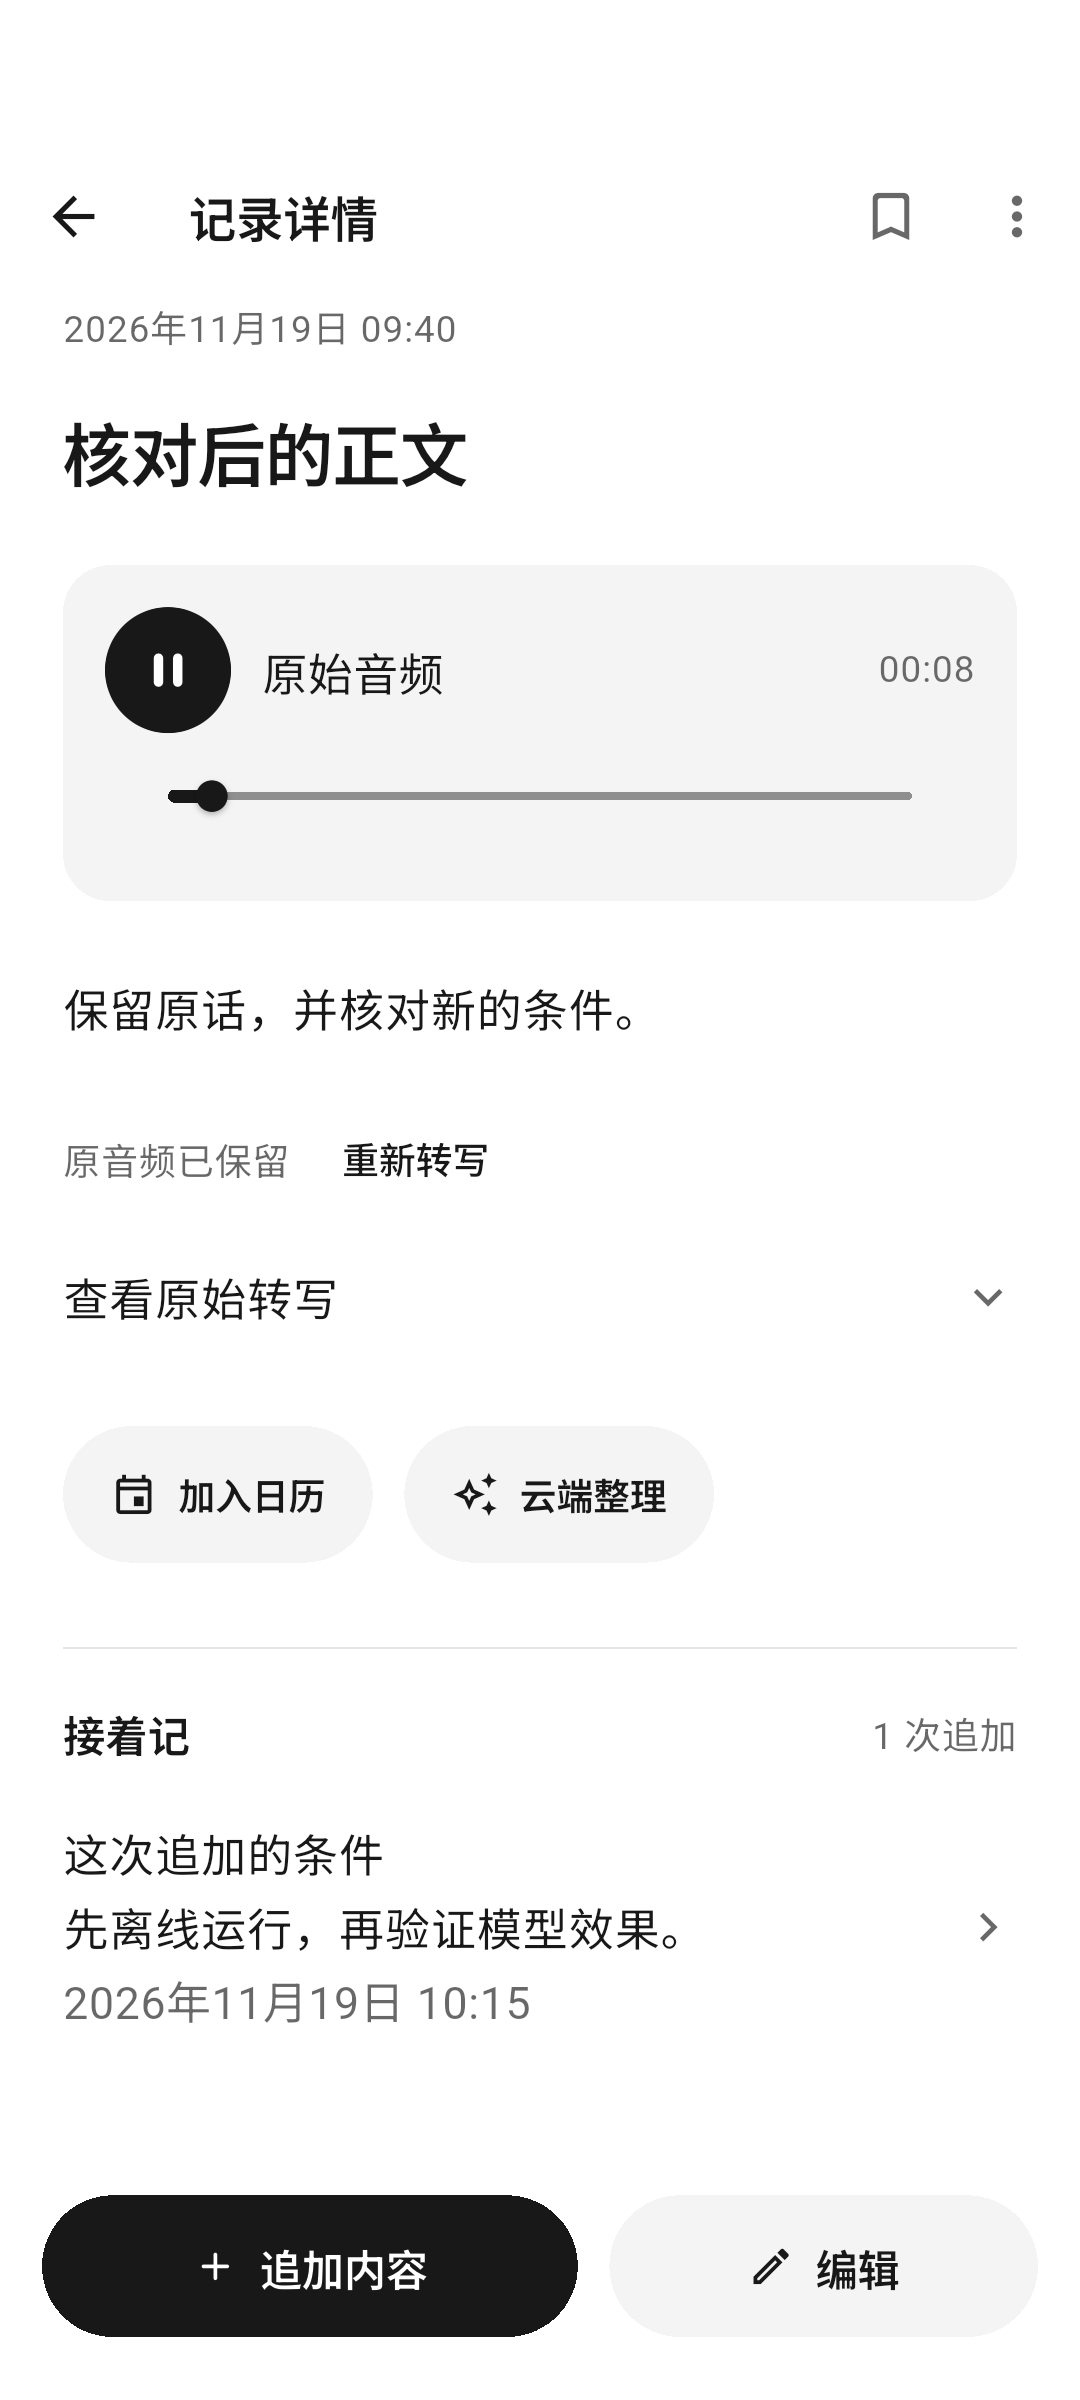 记录详情
2026年11月19日 09:40
核对后的正文
原始音频
00:08
保留原话，并核对新的条件。
原音频已保留 重新转写
查看原始转写
加入日历
云端整理
接着记
1 次追加
这次追加的条件
先离线运行，再验证模型效果。
2026年11月19日 10:15
追加内容
编辑